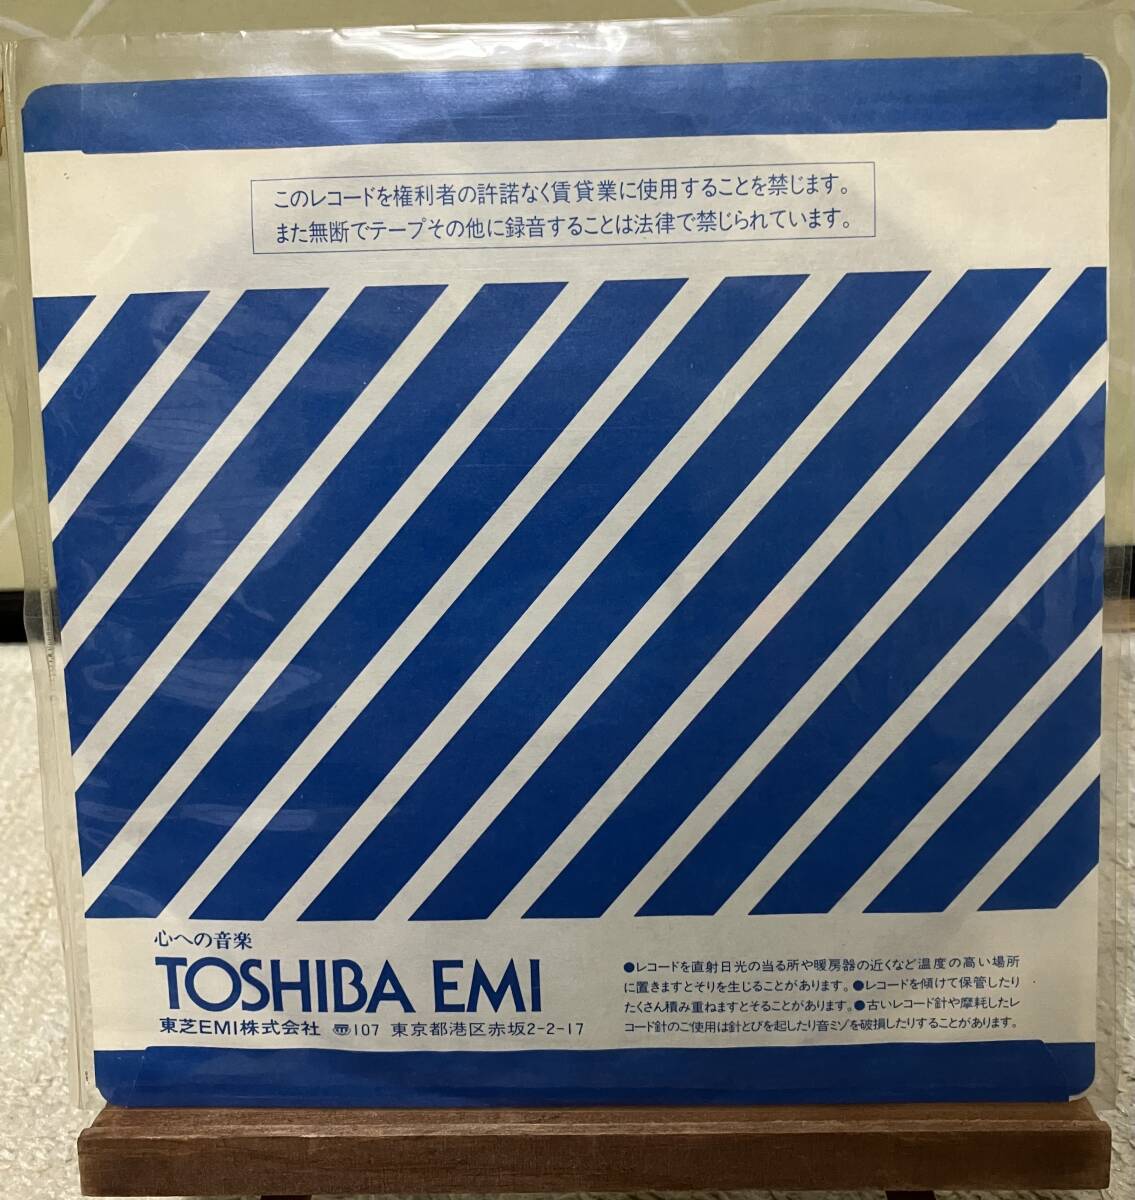 このレコードを権利者の許諾なく賃貸業に使用することを禁じます。
また無断でテープその他に録音することは法律で禁じられています。
心への音楽
TOSHIBA EMI
東芝EMI株式会社 〠107 東京都港区赤坂2-2-17
●レコードを直射日光の当る所や暖房器の近くなど温度の高い場所
に置きますとそりを生じることがあります。●レコードを傾けて保管したり
たくさん積み重ねますとそることがあります。●古いレコード針や摩耗したレ
コード針のご使用は針とびを起したり音ミゾを破損したりすることがあります。